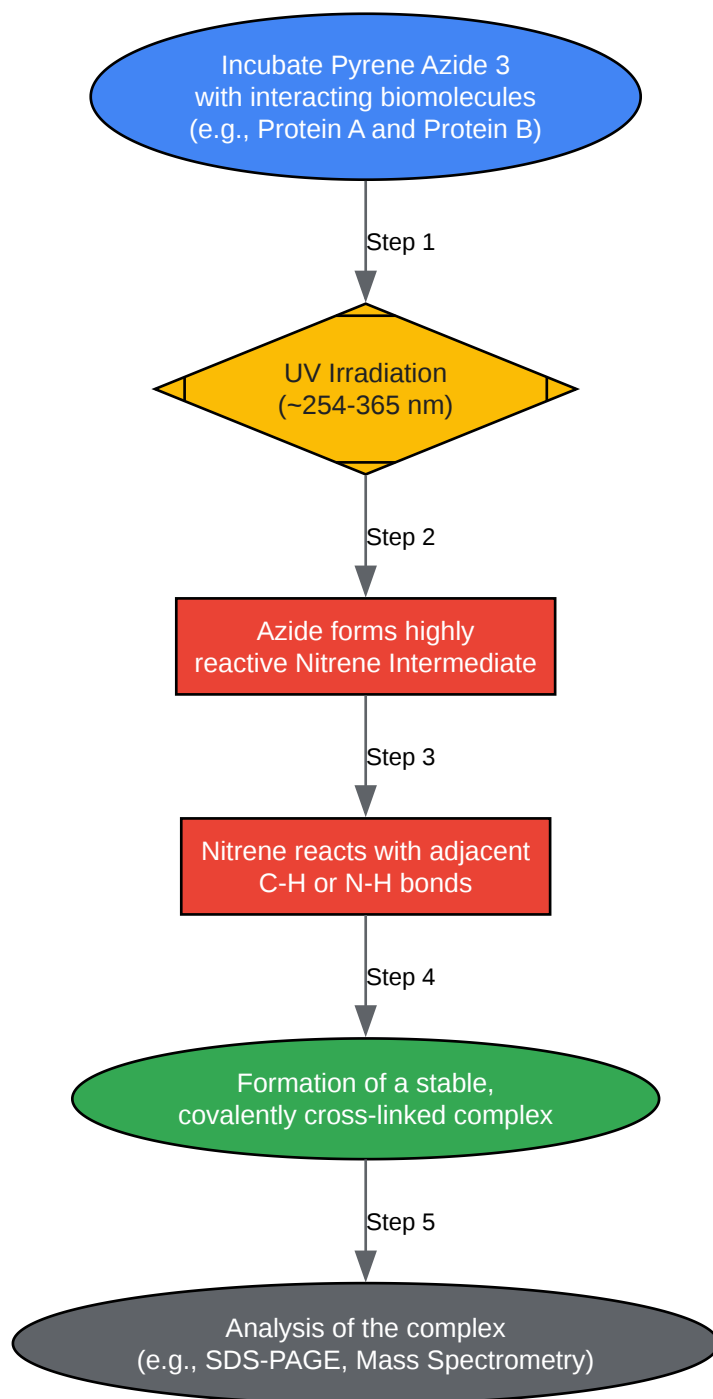 Incubate Pyrene Azide 3
with interacting biomolecules
(e.g., Protein A and Protein B)
Step 1
UV Irradiation
(~254-365 nm)
Step 2
Azide forms highly
reactive Nitrene Intermediate
Step 3
Nitrene reacts with adjacent
C-H or N-H bonds
Step 4
Formation of a stable,
covalently cross-linked complex
Step 5
Analysis of the complex
(e.g., SDS-PAGE, Mass Spectrometry)